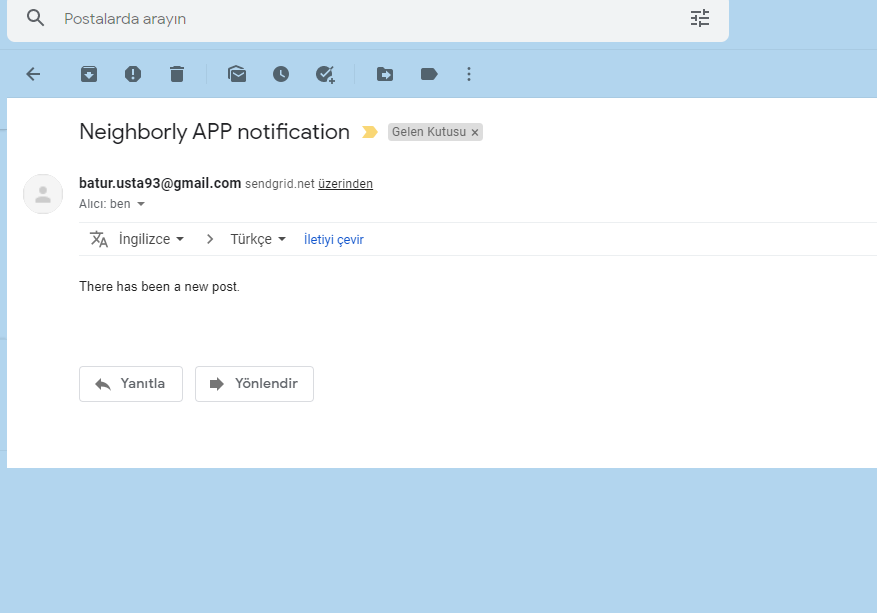 Postalarda arayın
Neighborly APP notification Gelen Kutusu ×
batur.usta93@gmail.com sendgrid.net üzerinden
Alıcı: ben
İngilizce > Türkçe İletiyi çevir
There has been a new post.
Yanıtla Yönlendir